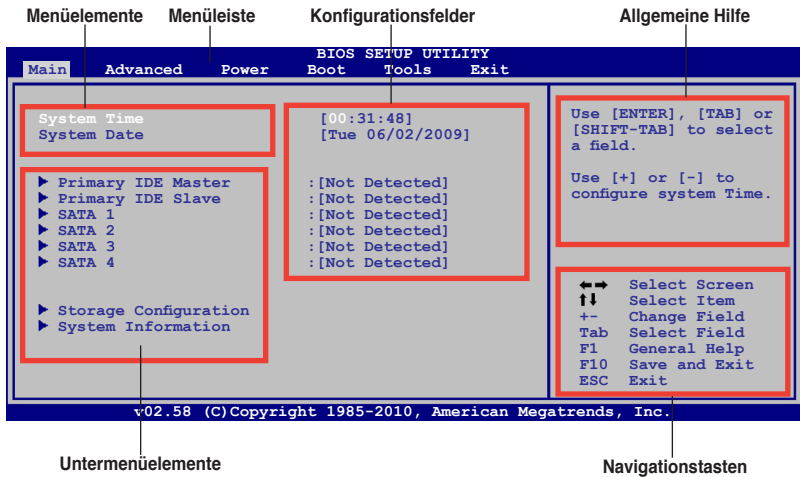 Menüelemente Menüleiste Konfigurationsfelder Allgemeine Hilfe
BIOS SETUP UTILITY
Main Advanced Power Boot Tools Exit
System Time [00:31:48]
System Date [Tue 06/02/2009]
Primary IDE Master :[Not Detected]
Primary IDE Slave :[Not Detected]
SATA 1 :[Not Detected]
SATA 2 :[Not Detected]
SATA 3 :[Not Detected]
SATA 4 :[Not Detected]
Storage Configuration
System Information
Use [ENTER], [TAB] or
[SHIFT-TAB] to select
a field.
Use [+] or [-] to
configure system Time.
←→ Select Screen
↑↓ Select Item
+- Change Field
Tab Select Field
F1 General Help
F10 Save and Exit
ESC Exit
v02.58 (C)Copyright 1985-2010, American Megatrends, Inc.
Untermenüelemente Navigationstasten